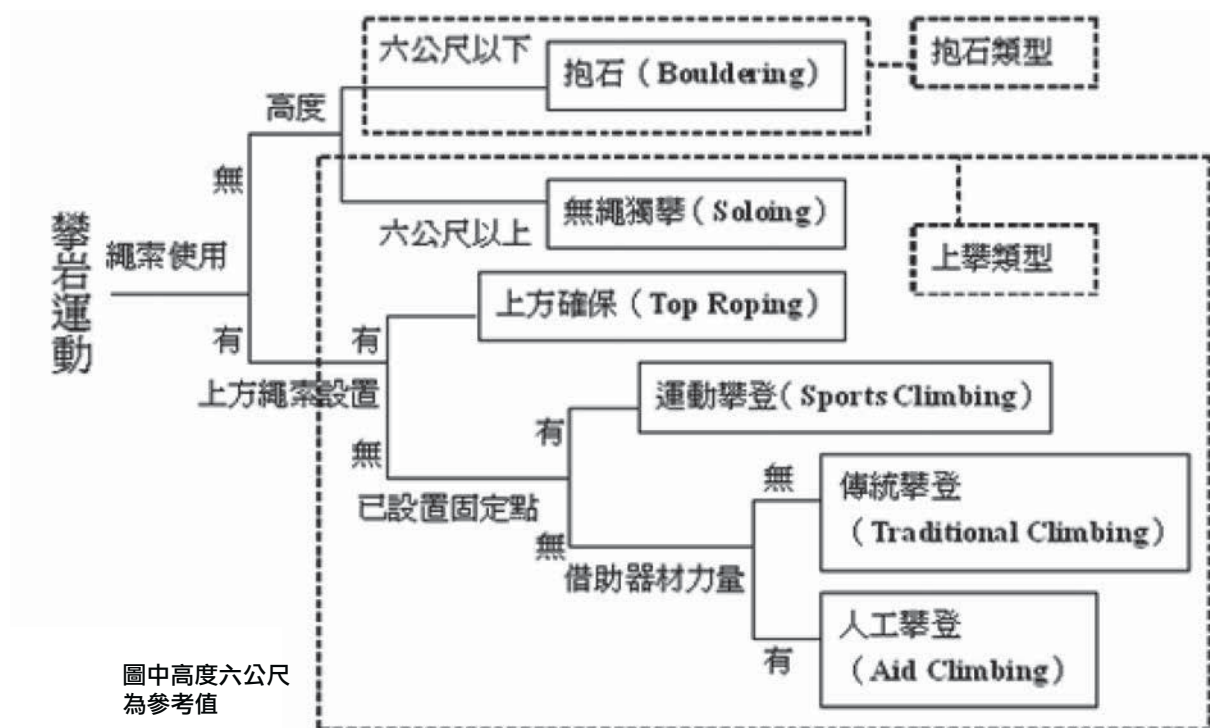 六公尺以下
抱石（Bouldering）
抱石類型
高度
無
無繩獨攀（Soloing）
六公尺以上
上攀類型
攀岩運動
繩索使用
有
上方繩索設置
有
上方確保（Top Roping）
無
已設置固定點
有
運動攀登（Sports Climbing）
無
借助器材力量
無
傳統攀登
（Traditional Climbing）
有
人工攀登
（Aid Climbing）
圖中高度六公尺
為參考值